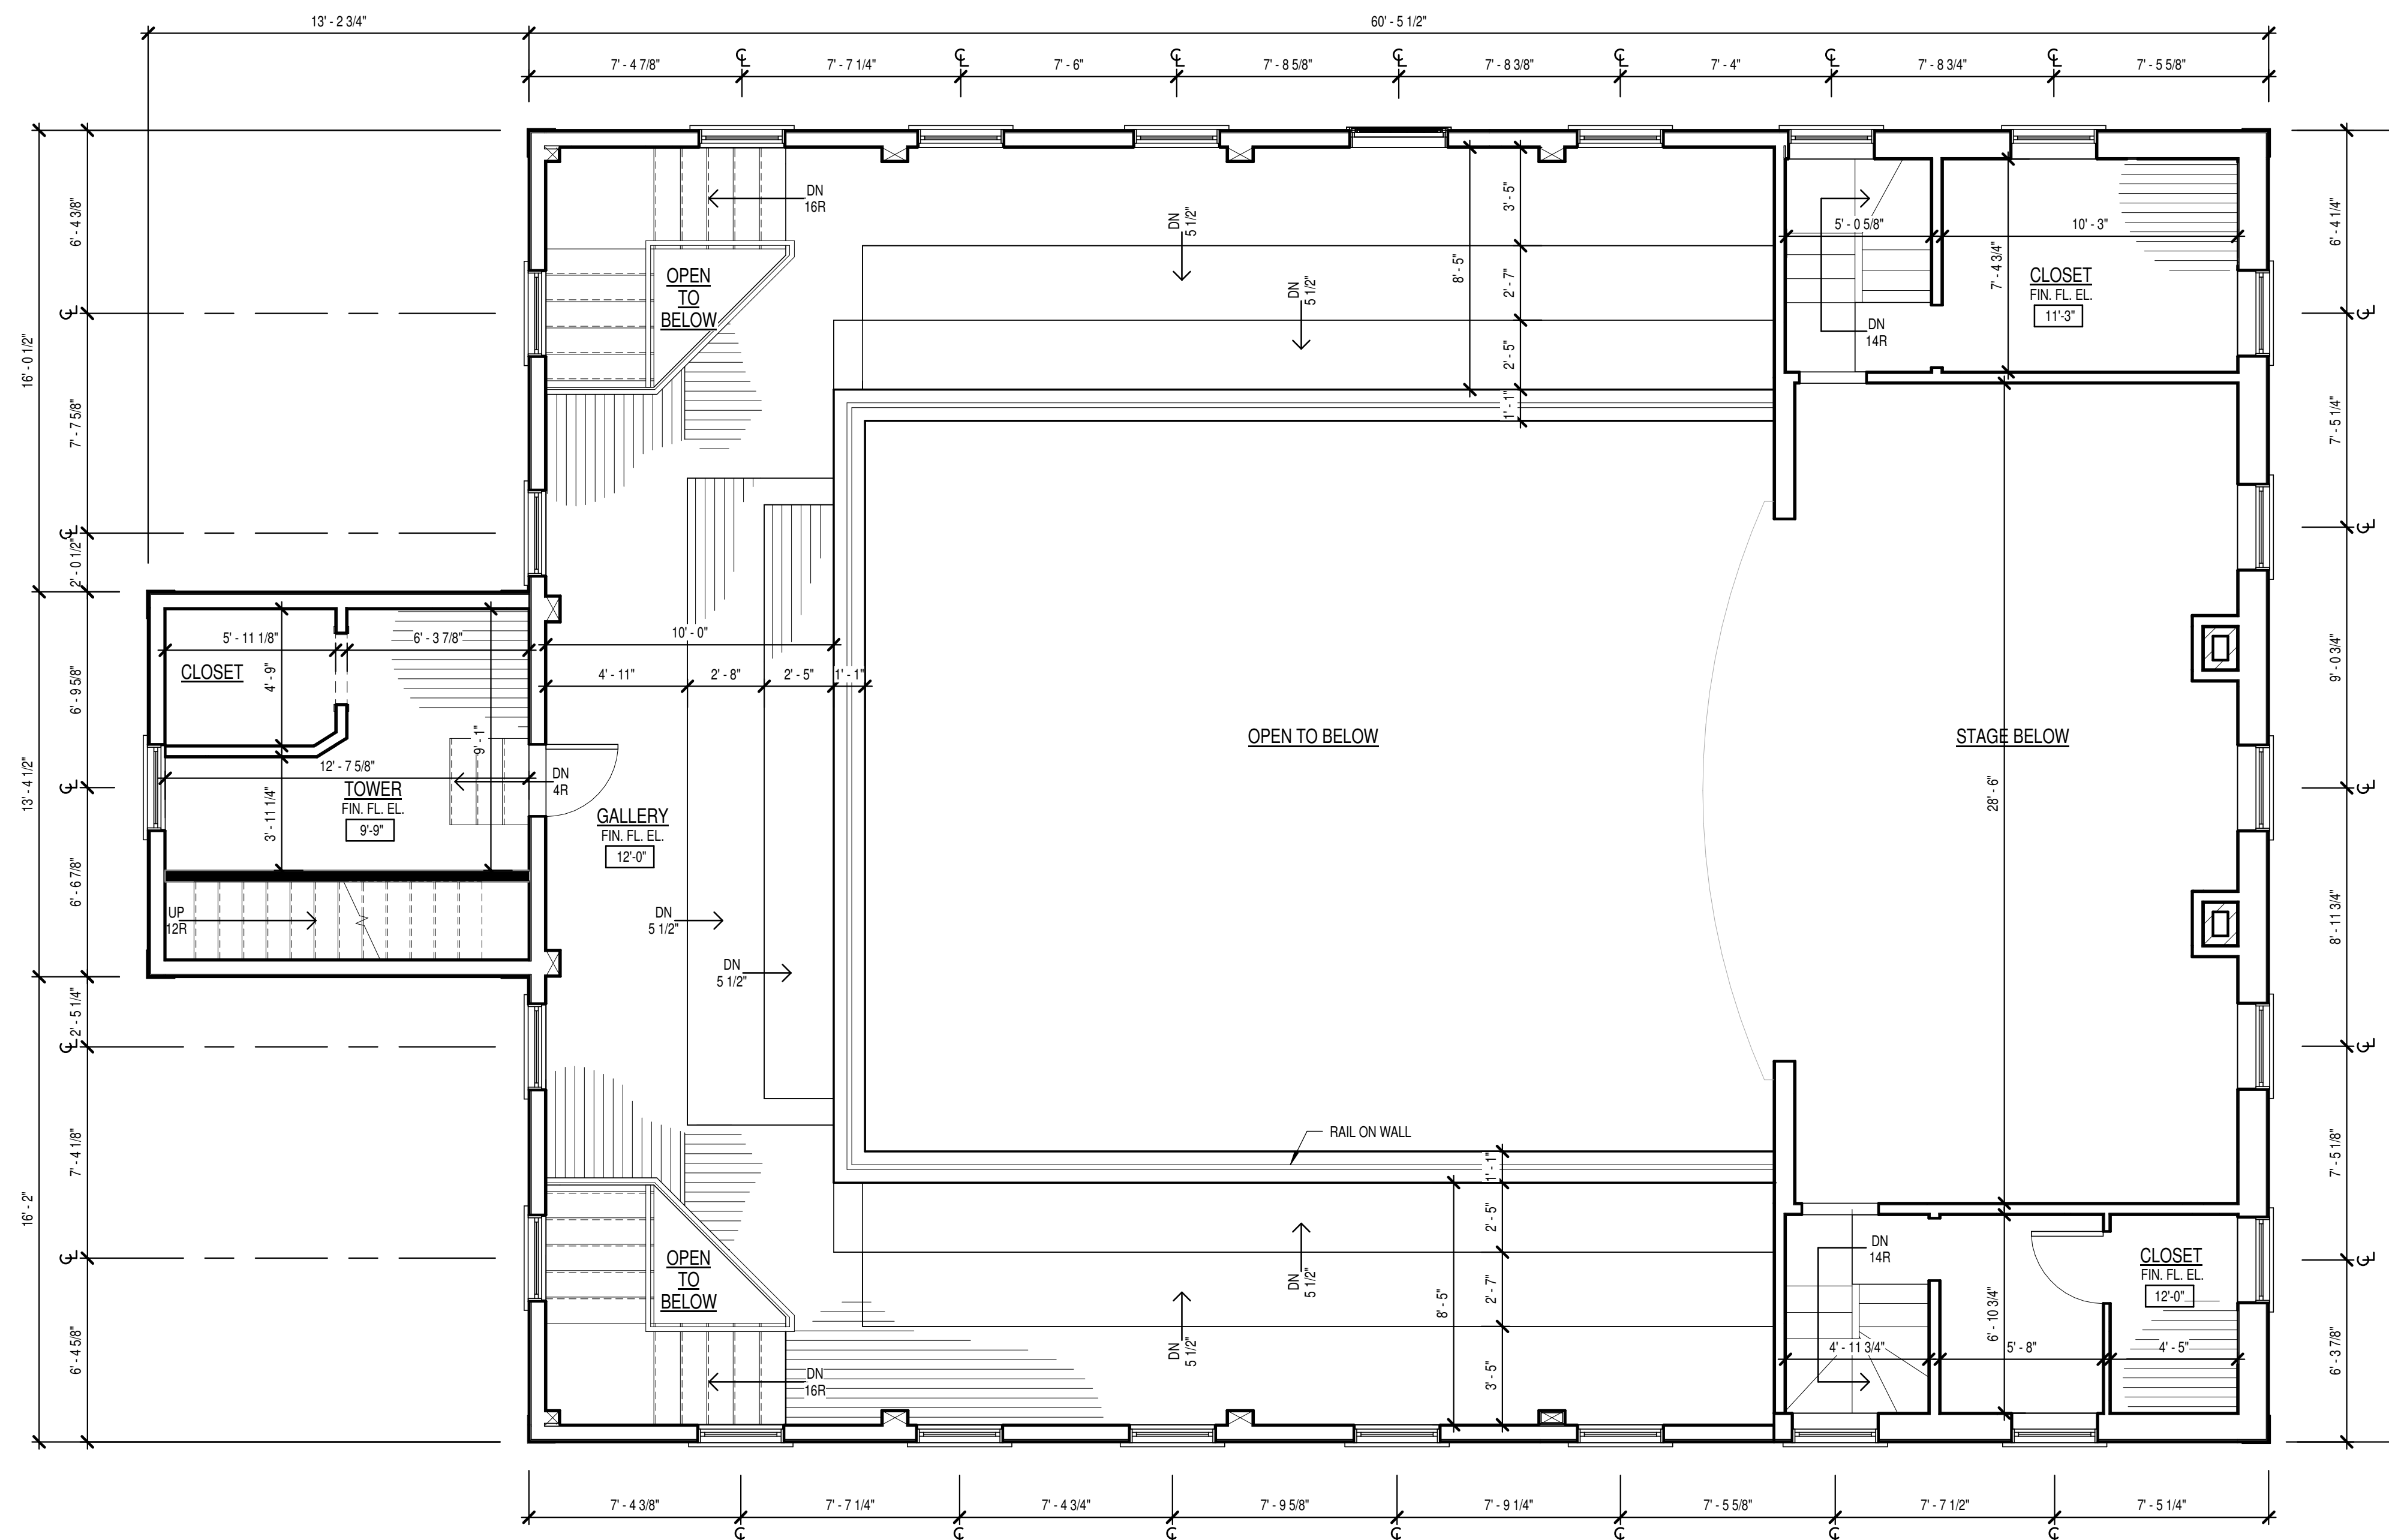 13' - 2 3/4"
60' - 5 1/2"
7' - 4 7/8"
7' - 7 1/4"
7' - 6"
7' - 8 5/8"
7' - 8 3/8"
7' - 4"
7' - 8 3/4"
7' - 5 5/8"
16' - 0 1/2"
13' - 4 1/2"
16' - 2"
6' - 4 3/8"
7' - 7 5/8"
2' - 0 1/2"
6' - 9 5/8"
6' - 6 7/8"
2' - 5 1/4"
7' - 4 1/8"
6' - 4 5/8"
DN
16R
OPEN
TO
BELOW
DN
5 1/2"
DN
5 1/2"
8' - 5"
3' - 5"
2' - 7"
2' - 5"
1' - 1"
5' - 0 5/8"
10' - 3"
7' - 4 3/4"
CLOSET
FIN. FL. EL.
11'-3"
DN
14R
5' - 11 1/8"
6' - 3 7/8"
CLOSET
4' - 9"
9' - 1"
12' - 7 5/8"
TOWER
FIN. FL. EL.
9'-9"
3' - 11 1/4"
DN
4R
UP
12R
10' - 0"
4' - 11"
2' - 8"
2' - 5"
1' - 1"
GALLERY
FIN. FL. EL.
12'-0"
DN
5 1/2"
DN
5 1/2"
OPEN TO BELOW
STAGE BELOW
28' - 6"
RAIL ON WALL
OPEN
TO
BELOW
DN
16R
DN
5 1/2"
DN
5 1/2"
8' - 5"
1' - 1"
2' - 5"
2' - 7"
3' - 5"
DN
14R
4' - 11 3/4"
5' - 8"
4' - 5"
6' - 10 3/4"
CLOSET
FIN. FL. EL.
12'-0"
6' - 4 1/4"
7' - 5 1/4"
9' - 0 3/4"
8' - 11 3/4"
7' - 5 1/8"
6' - 3 7/8"
7' - 4 3/8"
7' - 7 1/4"
7' - 4 3/4"
7' - 9 5/8"
7' - 9 1/4"
7' - 5 5/8"
7' - 7 1/2"
7' - 5 1/4"